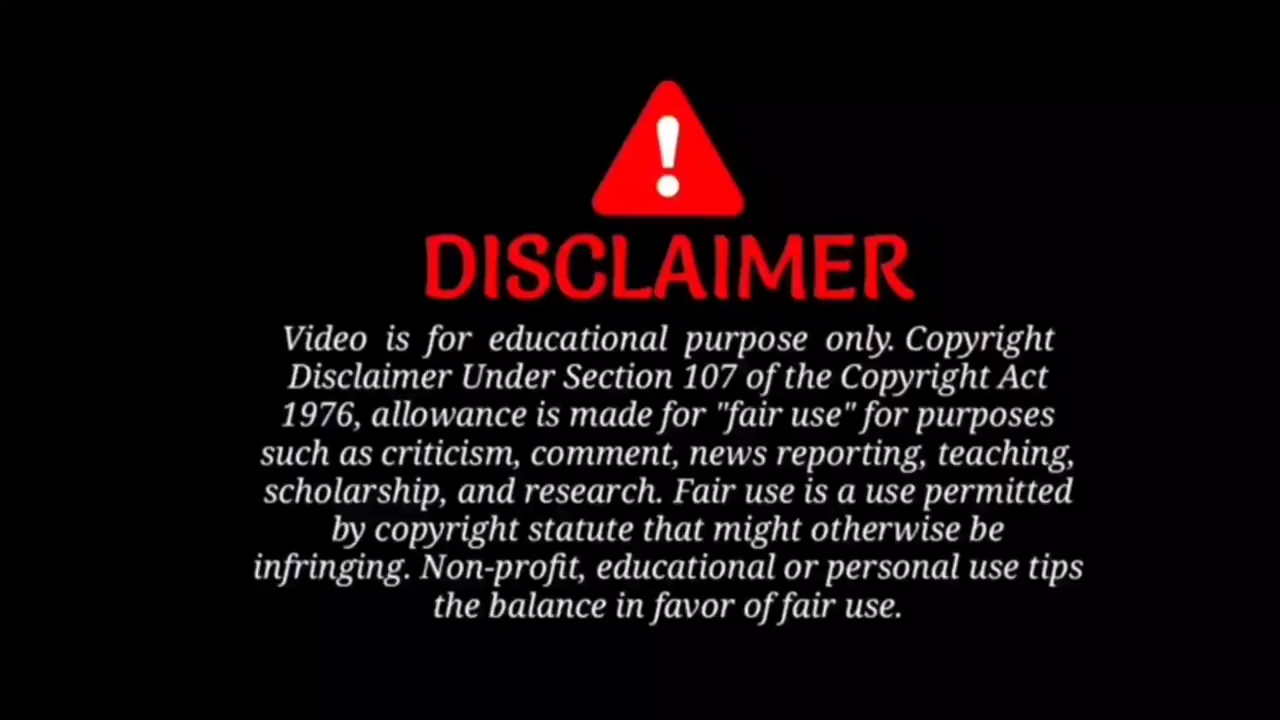 DISCLAIMER
Video is for educational purpose only. Copyright
Disclaimer Under Section 107 of the Copyright Act
1976, allowance is made for "fair use" for purposes
such as criticism, comment, news reporting, teaching,
scholarship, and research. Fair use is a use permitted
by copyright statute that might otherwise be
infringing. Non-profit, educational or personal use tips
the balance in favor of fair use.